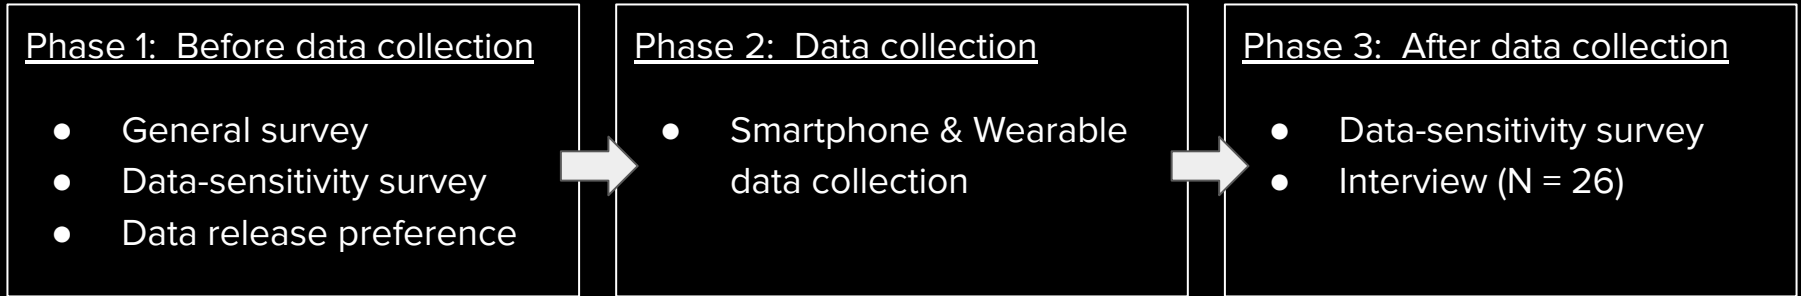 Phase 1:  Before data collection
● General survey
● Data-sensitivity survey
● Data release preference
Phase 2:  Data collection
● Smartphone & Wearable
data collection
Phase 3:  After data collection
● Data-sensitivity survey
● Interview (N = 26)